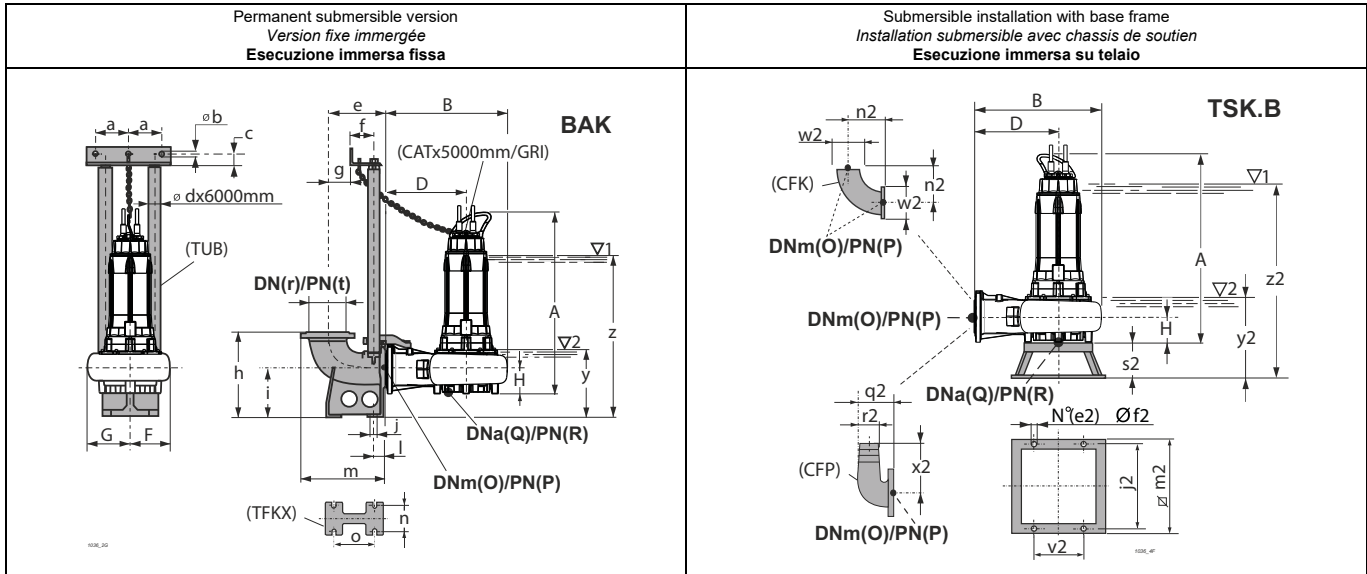 Permanent submersible version
Version fixe immergée
Esecuzione immersa fissa
Submersible installation with base frame
Installation submersible avec chassis de soutien
Esecuzione immersa su telaio
BAK
e
B
a
a
øb
c
f
g
(CATx5000mm/GRI)
D
ø dx6000mm
(TUB)
DN(r)/PN(t)
▽1
A
z
▽2
h
i
H
y
G
F
j
l
DNa(Q)/PN(R)
m
DNm(O)/PN(P)
(TFKX)
n
o
1036_3G
TSK.B
B
D
n2
w2
(CFK)
n2
w2
DNm(O)/PN(P)
▽1
A
z2
▽2
DNm(O)/PN(P)
H
y2
s2
DNa(Q)/PN(R)
q2
r2
N°(e2) Øf2
(CFP)
x2
j2
ø m2
DNm(O)/PN(P)
v2
1036_4F